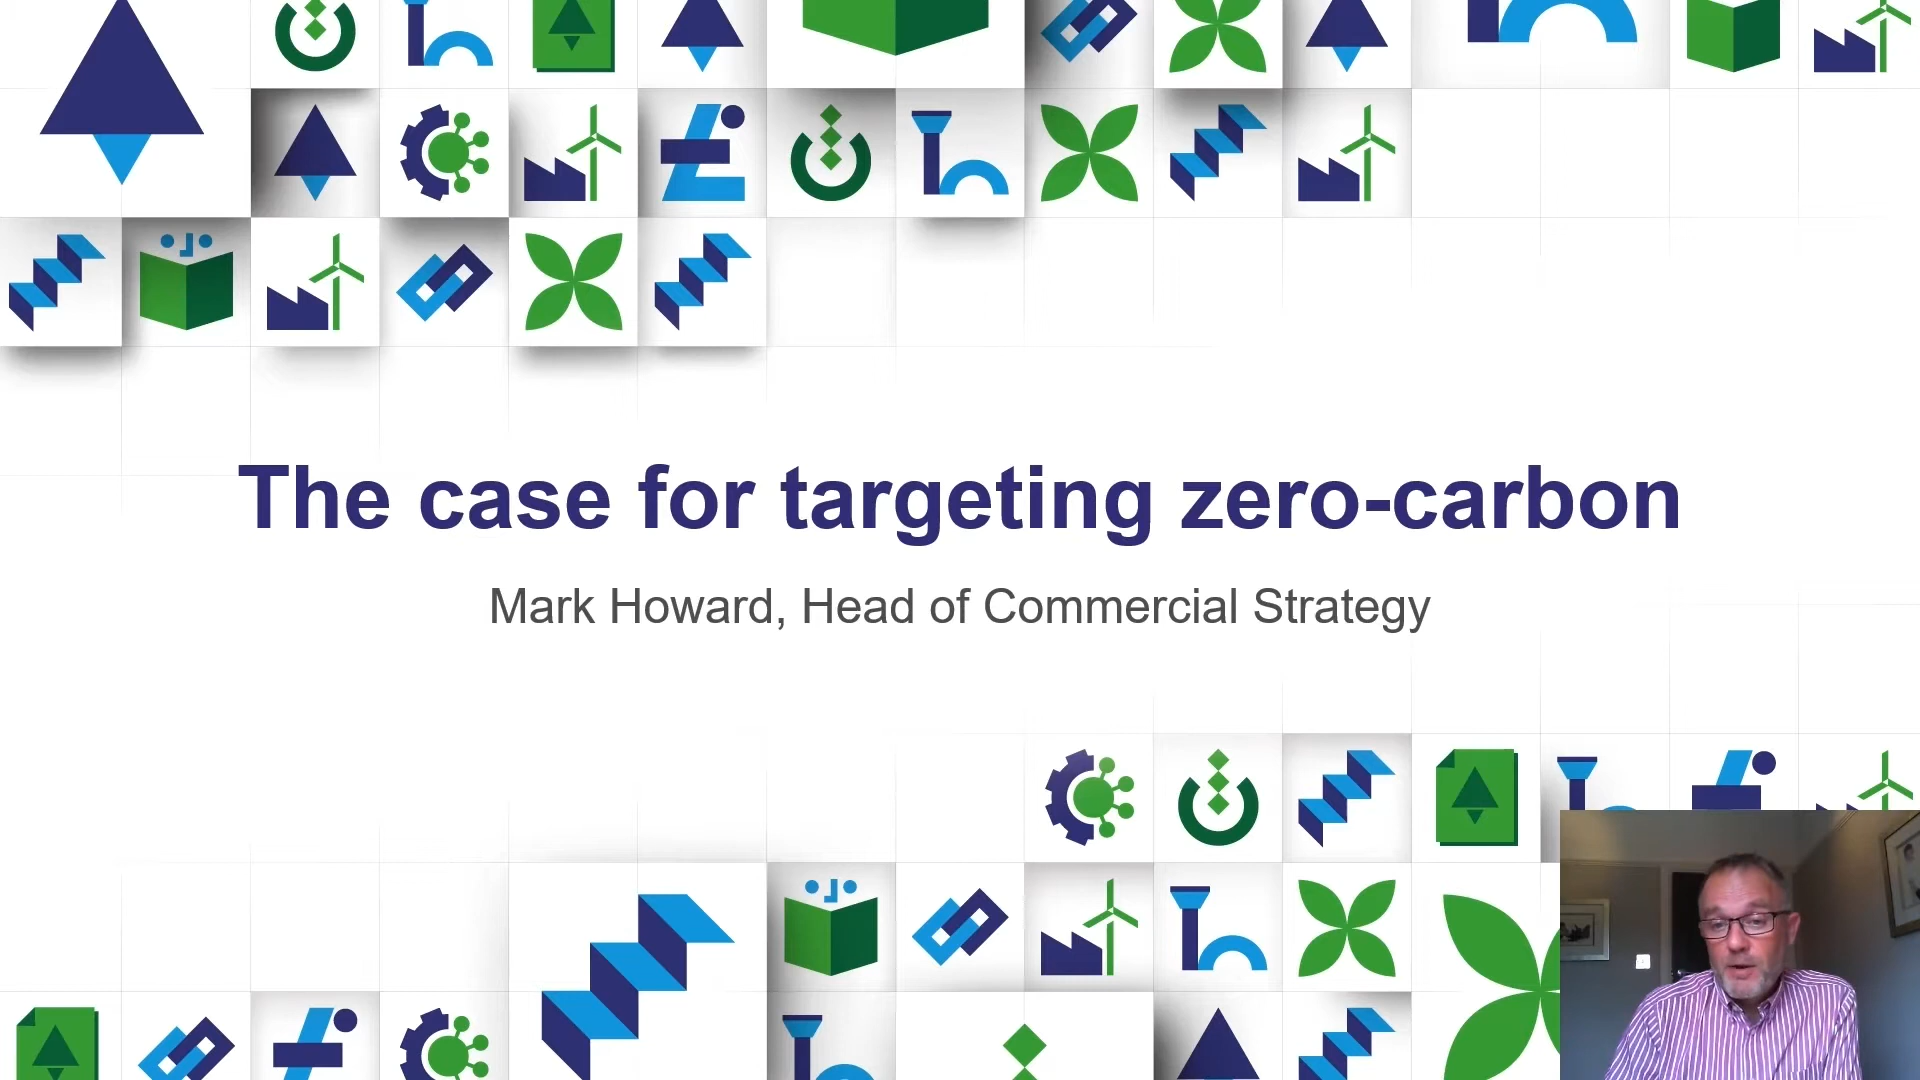 The case for targeting zero-carbon
Mark Howard, Head of Commercial Strategy